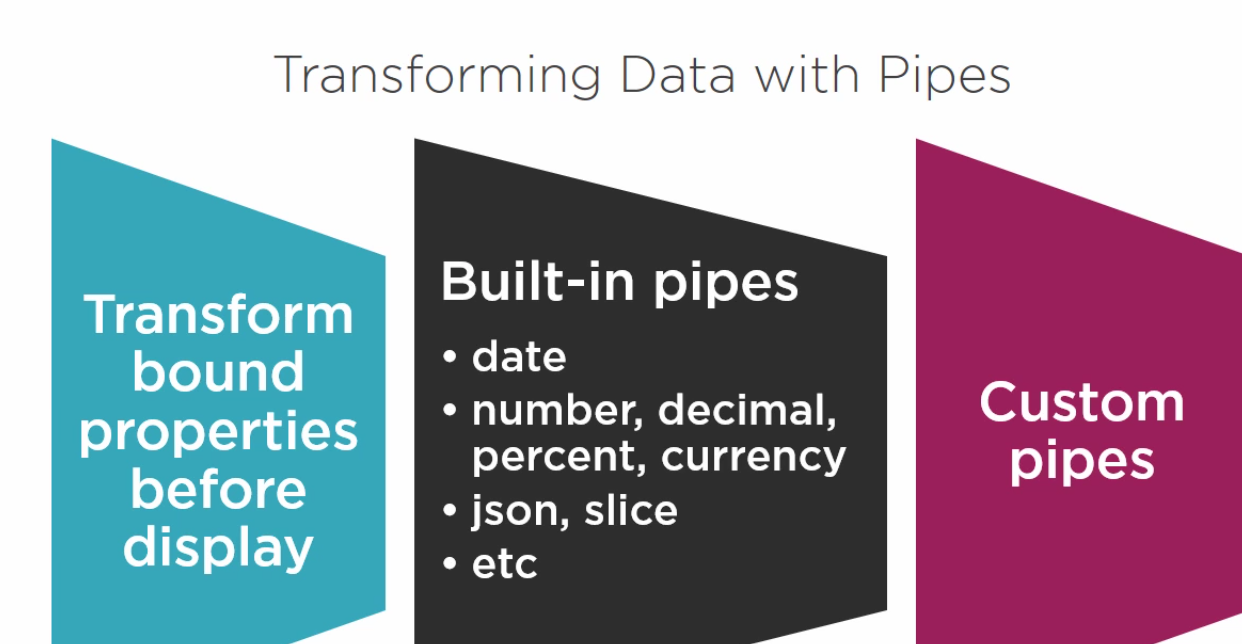 Transforming Data with Pipes
Transform
bound
properties
before
display
Built-in pipes
• date
• number, decimal,
percent, currency
• json, slice
• etc
Custom
pipes